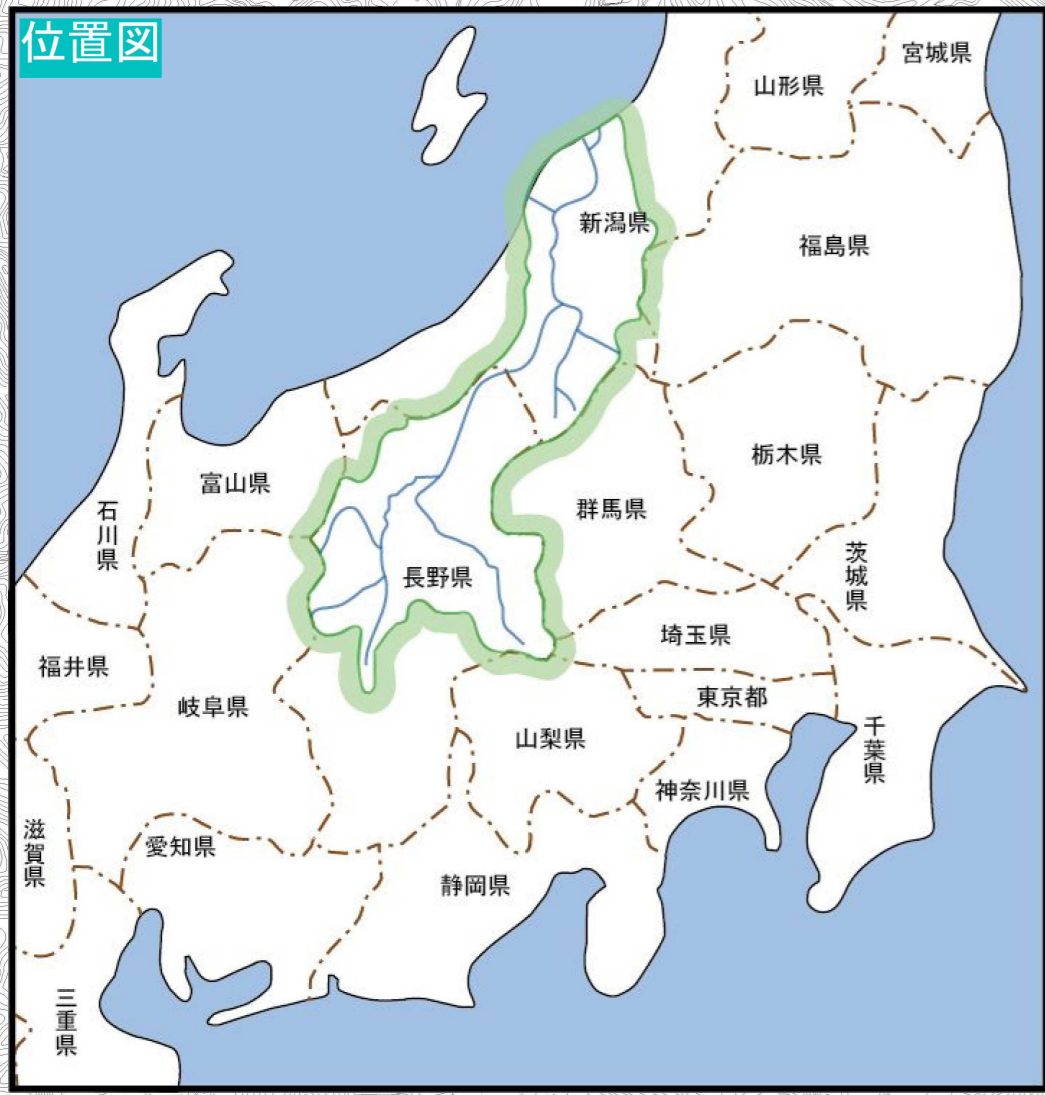 位置図
宮城県
山形県
新潟県
福島県
栃木県
富山県
群馬県
石川県
茨城県
長野県
埼玉県
福井県
東京都
岐阜県
山梨県
千葉県
神奈川県
滋賀県
愛知県
静岡県
三重県